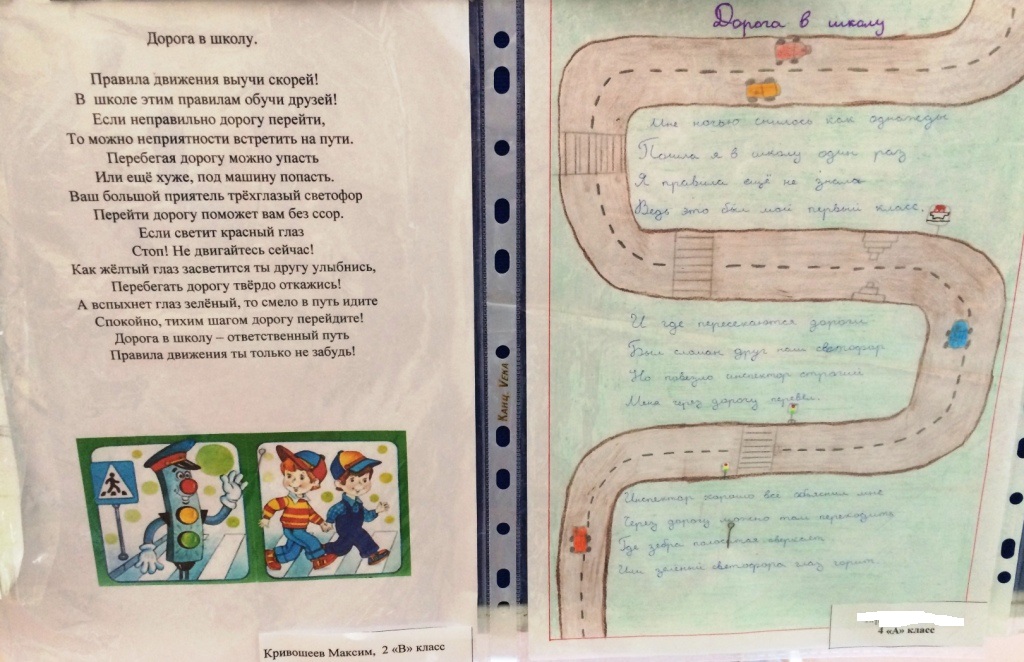 Дорога в школу.
Правила движения выучи скорей!
В школе этим правилам обучи друзей!
Если неправильно дорогу перейти,
То можно неприятности встретить на пути.
Перебегая дорогу можно упасть
Или ещё хуже, под машину попасть.
Ваш большой приятель трёхглазый светофор
Перейти дорогу поможет вам без ссор.
Если светит красный глаз
Стоп! Не двигайтесь сейчас!
Как жёлтый глаз засветится ты другу улыбнись,
Перебегать дорогу твёрдо откажись!
А вспыхнет глаз зелёный, то смело в путь идите
Спокойно, тихим шагом дорогу перейдите!
Дорога в школу – ответственный путь
Правила движения ты только не забудь!
Кривошеев Максим, 2 «В» класс
Канц. Века
Дорога в школу
Мне ночью снилось как однажды
Пошла я в школу один раз
Я правила ещё не знала
Ведь это был мой первый класс.
И где пересекаются дороги
Был сломан друг наш светофор
Но повезло инспектор строгий
Меня через дорогу перевел.
Инспектор хорошо всё объяснил мне
Через дорогу можно там переходить
Где зебра полосатая сверкает
Или зелёный светофора глаз горит.
4 «А» класс